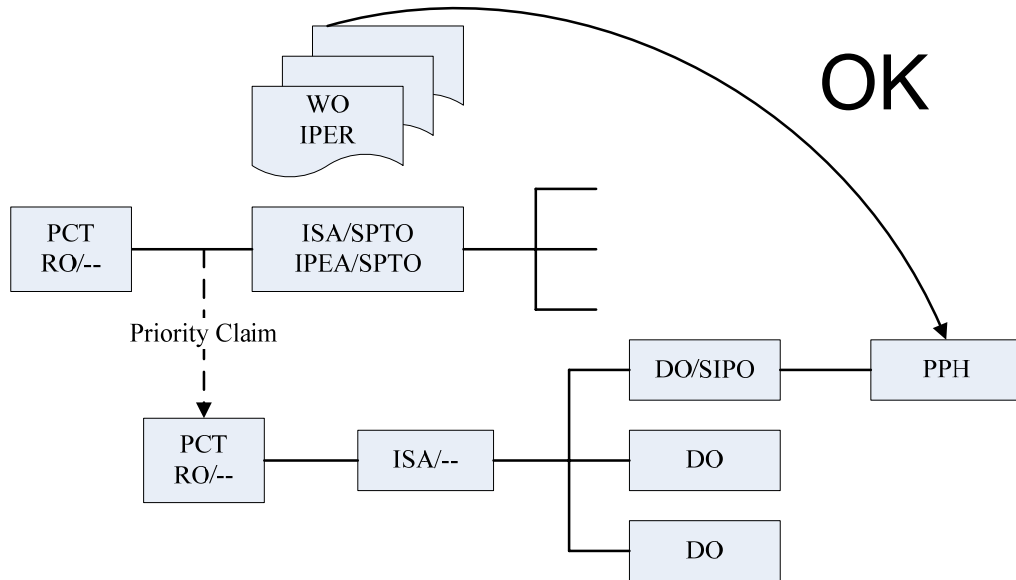 OK
WO
IPER
PCT
RO/--
ISA/SPTO
IPEA/SPTO
Priority Claim
DO/SIPO
PPH
PCT
RO/--
ISA/--
DO
DO